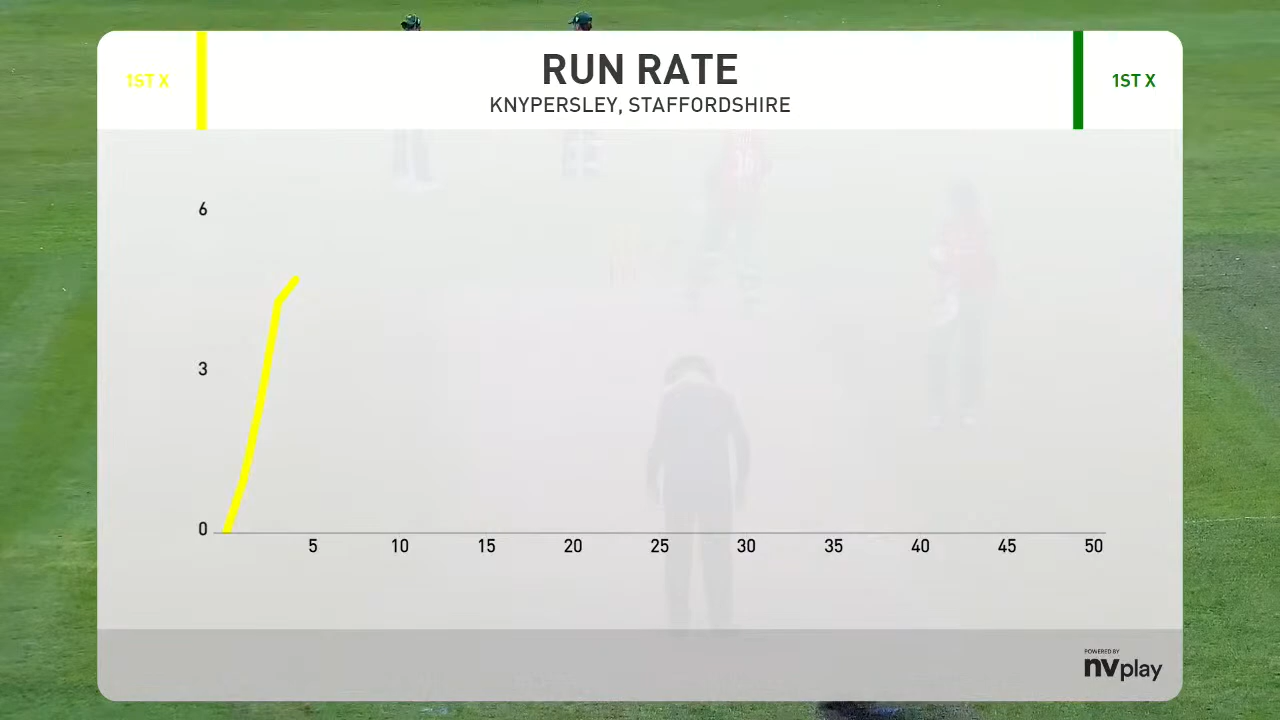 1ST X
RUN RATE
KNYPERSLEY, STAFFORDSHIRE
1ST X
6
3
0
5 10 15 20 25 30 35 40 45 50
POWERED BY
nvplay